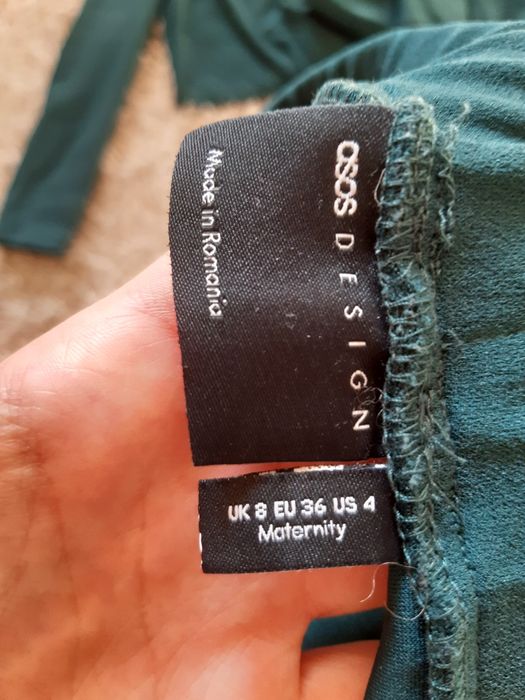 asos DESIGN
Made in Romania
UK 8 EU 36 US 4
Maternity